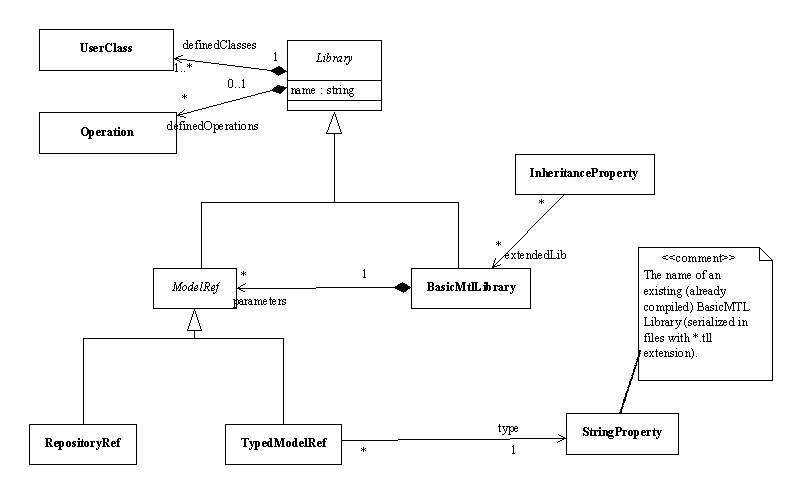 UserClass
definedClasses
1..*
1
Library
name : string
0..1
*
definedOperations
Operation
InheritanceProperty
*
*
extendedLib
<<comment>>
The name of an
existing (already
compiled) BasicMTL
Library (serialized in
files with *.tll
extension).
ModelRef
*
parameters
1
BasicMtlLibrary
RepositoryRef
TypedModelRef
*
type
1
StringProperty